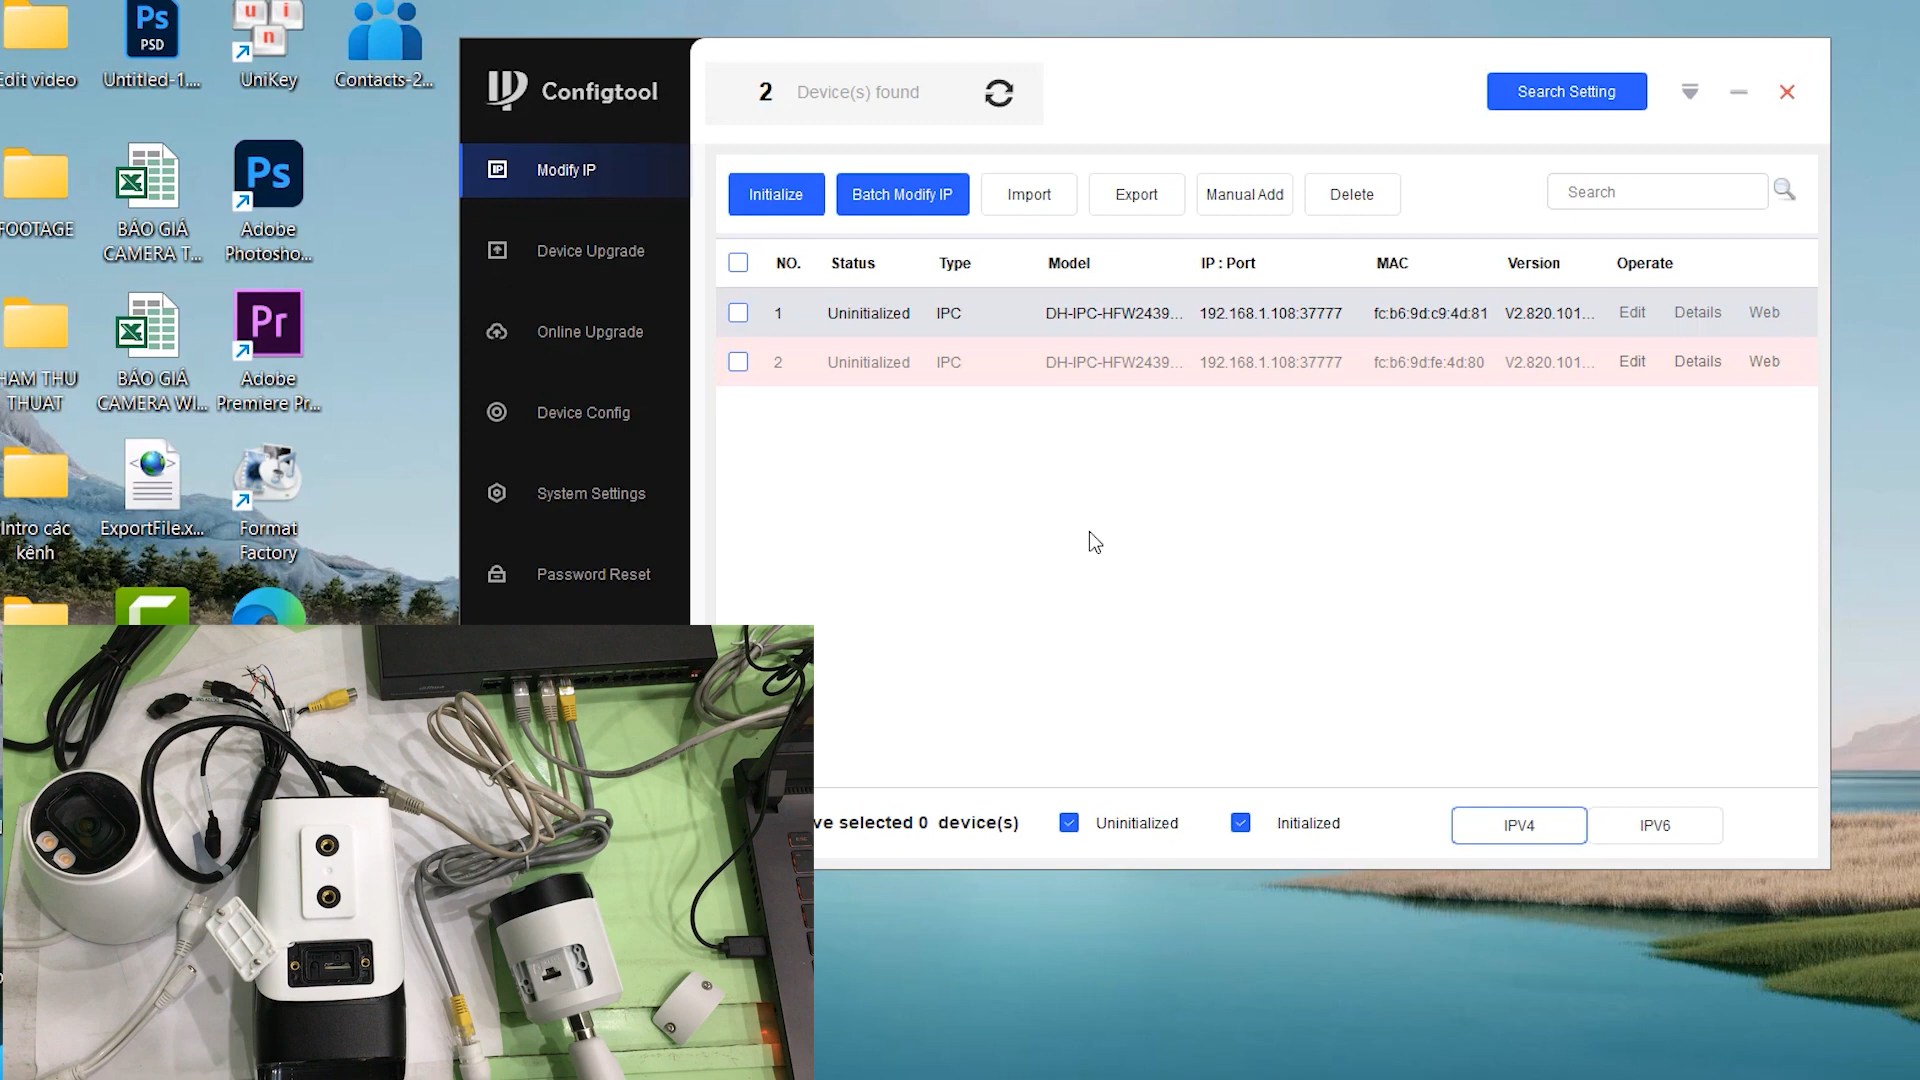 Edit video
Untitled-1....
PS
PSD
Ps
u i
n
UniKey
Contacts-2...
FOOTAGE
BÁO GIÁ
CAMERA T...
Ps
Adobe
Photosho...
HAM THU
THUAT
BÁO GIÁ
CAMERA WI...
Pr
Adobe
Premiere Pr...
Intro các
kênh
ExportFile.x...
Format
Factory
Configtool
2 Device(s) found
Search Setting
IP Modify IP
Device Upgrade
Online Upgrade
Device Config
System Settings
Password Reset
Initialize Batch Modify IP Import Export Manual Add Delete Search
NO. Status Type Model IP : Port MAC Version Operate
1 Uninitialized IPC DH-IPC-HFW2439... 192.168.1.108:37777 fc:b6:9d:c9:4d:81 V2.820.101... Edit Details Web
2 Uninitialized IPC DH-IPC-HFW2439... 192.168.1.108:37777 fc:b6:9d:fe:4d:80 V2.820.101... Edit Details Web
ve selected 0 device(s) Uninitialized Initialized IPV4 IPV6